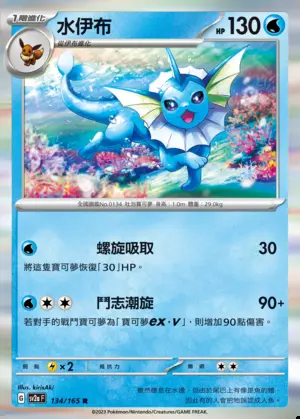 1階進化
水伊布
HP 130
從伊布進化
全國圖鑑No.0134 吐泡寶可夢 身高:1.0m 體重:29.0kg
螺旋吸取 30
將這隻寶可夢恢復「30」HP。
鬥志潮旋 90+
若對手的戰鬥寶可夢為「寶可夢ex・V」,則增加90點傷害。
弱點 ×2 抵抗力 撤退
Illus. kirisAki
G sv2a F 134/165 R
©2023 Pokémon/Nintendo/Creatures/GAME FREAK.